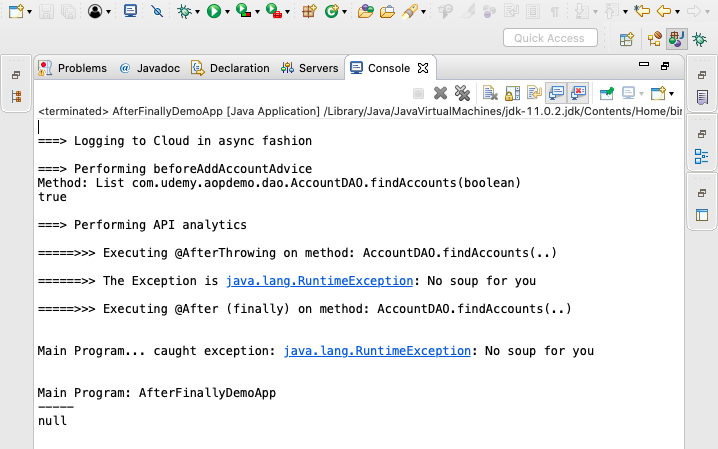 Quick Access
Problems
@ Javadoc
Declaration
Servers
Console
<terminated> AfterFinallyDemoApp [Java Application] /Library/Java/JavaVirtualMachines/jdk-11.0.2.jdk/Contents/Home/bin
===> Logging to Cloud in async fashion
===> Performing beforeAddAccountAdvice
Method: List com.udemy.aopdemo.dao.AccountDAO.findAccounts(boolean)
true
===> Performing API analytics
=====>>> Executing @AfterThrowing on method: AccountDAO.findAccounts(..)
======>> The Exception is java.lang.RuntimeException: No soup for you
=====>>> Executing @After (finally) on method: AccountDAO.findAccounts(..)
Main Program... caught exception: java.lang.RuntimeException: No soup for you
Main Program: AfterFinallyDemoApp
-----
null